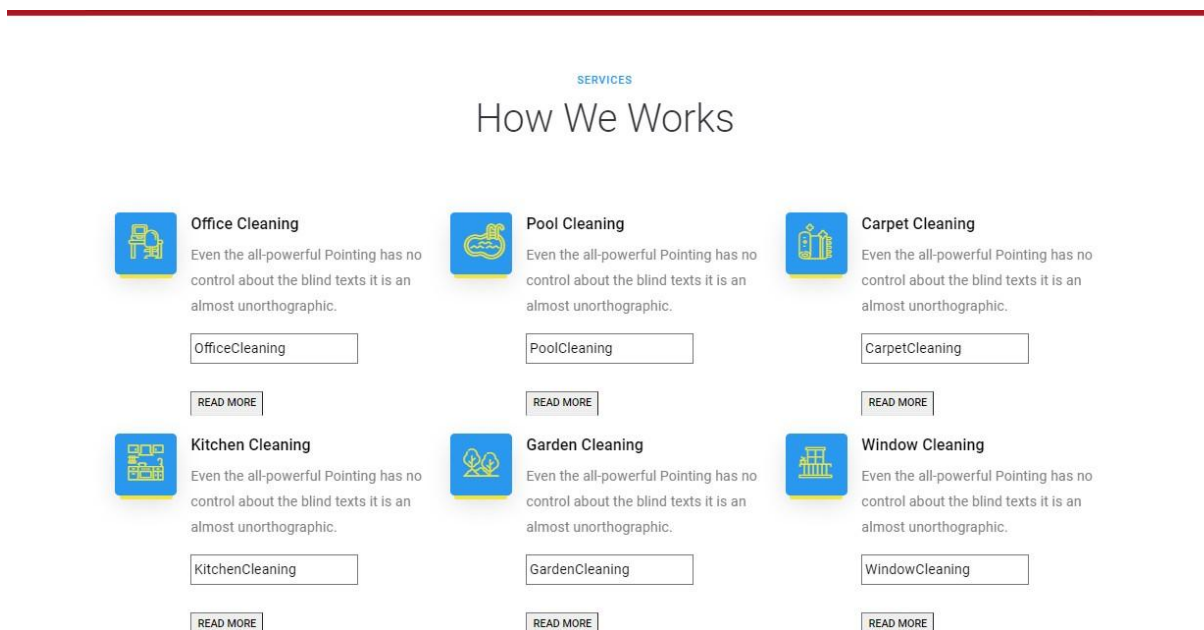 SERVICES
How We Works
Office Cleaning
Even the all-powerful Pointing has no
control about the blind texts it is an
almost unorthographic.
OfficeCleaning
READ MORE
Pool Cleaning
Even the all-powerful Pointing has no
control about the blind texts it is an
almost unorthographic.
PoolCleaning
READ MORE
Carpet Cleaning
Even the all-powerful Pointing has no
control about the blind texts it is an
almost unorthographic.
CarpetCleaning
READ MORE
Kitchen Cleaning
Even the all-powerful Pointing has no
control about the blind texts it is an
almost unorthographic.
KitchenCleaning
READ MORE
Garden Cleaning
Even the all-powerful Pointing has no
control about the blind texts it is an
almost unorthographic.
GardenCleaning
READ MORE
Window Cleaning
Even the all-powerful Pointing has no
control about the blind texts it is an
almost unorthographic.
WindowCleaning
READ MORE